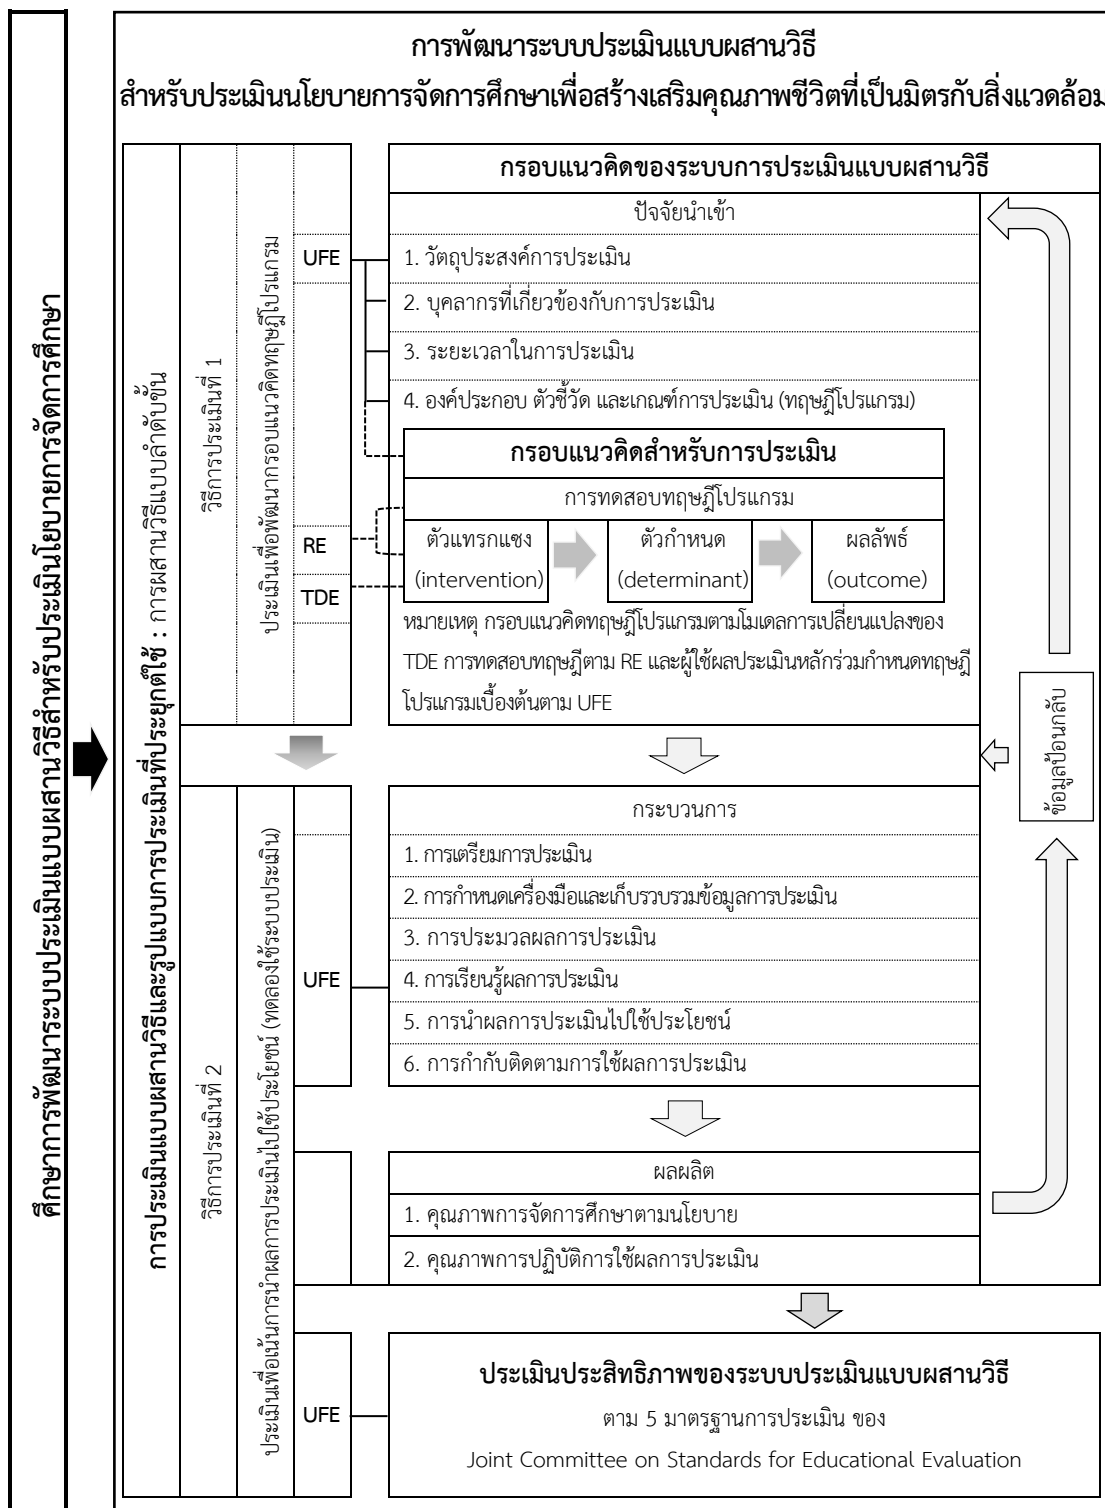 การพัฒนาระบบประเมินแบบผสานวิธี
สำหรับประเมินนโยบายการจัดการศึกษาเพื่อสร้างเสริมคุณภาพชีวิตที่เป็นมิตรกับสิ่งแวดล้อม
ศึกษาการพัฒนาระบบประเมินแบบผสานวิธีสำหรับประเมินโยบายการจัดการศึกษา
การประเมินแบบผสานวิธีและรูปแบบการประเมินที่ประยุกต์ใช้ : การผสานวิธีแบบลำดับขั้น
วิธีการประเมินที่ 1
ประเมินเพื่อพัฒนากรอบแนวคิดทฤษฎีโปรแกรม
UFE
RE
TDE
กรอบแนวคิดของระบบการประเมินแบบผสานวิธี
ปัจจัยนำเข้า
1. วัตถุประสงค์การประเมิน
2. บุคลากรที่เกี่ยวข้องกับการประเมิน
3. ระยะเวลาในการประเมิน
4. องค์ประกอบ ตัวชี้วัด และเกณฑ์การประเมิน (ทฤษฎีโปรแกรม)
กรอบแนวคิดสำหรับการประเมิน
การทดสอบทฤษฎีโปรแกรม
ตัวแทรกแซง
(intervention)
ตัวกำหนด
(determinant)
ผลลัพธ์
(outcome)
หมายเหตุ กรอบแนวคิดทฤษฎีโปรแกรมตามโมเดลการเปลี่ยนแปลงของ
TDE การทดสอบทฤษฎีตาม RE และผู้ใช้ผลประเมินหลักร่วมกำหนดทฤษฎี
โปรแกรมเบื้องต้นตาม UFE
ข้อมูลป้อนกลับ
วิธีการประเมินที่ 2
ประเมินเพื่อเน้นการนำผลการประเมินไปใช้ประโยชน์ (ทดลองใช้ระบบประเมิน)
UFE
กระบวนการ
1. การเตรียมการประเมิน
2. การกำหนดเครื่องมือและเก็บรวบรวมข้อมูลการประเมิน
3. การประมวลผลการประเมิน
4. การเรียนรู้ผลการประเมิน
5. การนำผลการประเมินไปใช้ประโยชน์
6. การกำกับติดตามการใช้ผลการประเมิน
ผลผลิต
1. คุณภาพการจัดการศึกษาตามนโยบาย
2. คุณภาพการปฏิบัติการใช้ผลการประเมิน
UFE
ประเมินประสิทธิภาพของระบบประเมินแบบผสานวิธี
ตาม 5 มาตรฐานการประเมิน ของ
Joint Committee on Standards for Educational Evaluation